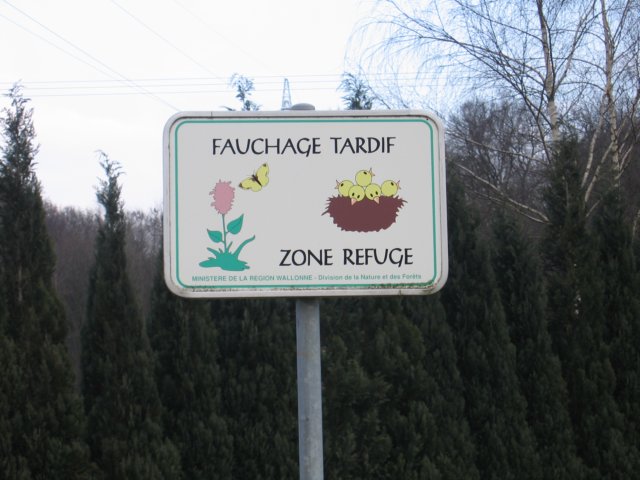 FAUCHAGE TARDIF
ZONE REFUGE
MINISTERE DE LA REGION WALLONNE - Division de la Nature et des Forêts